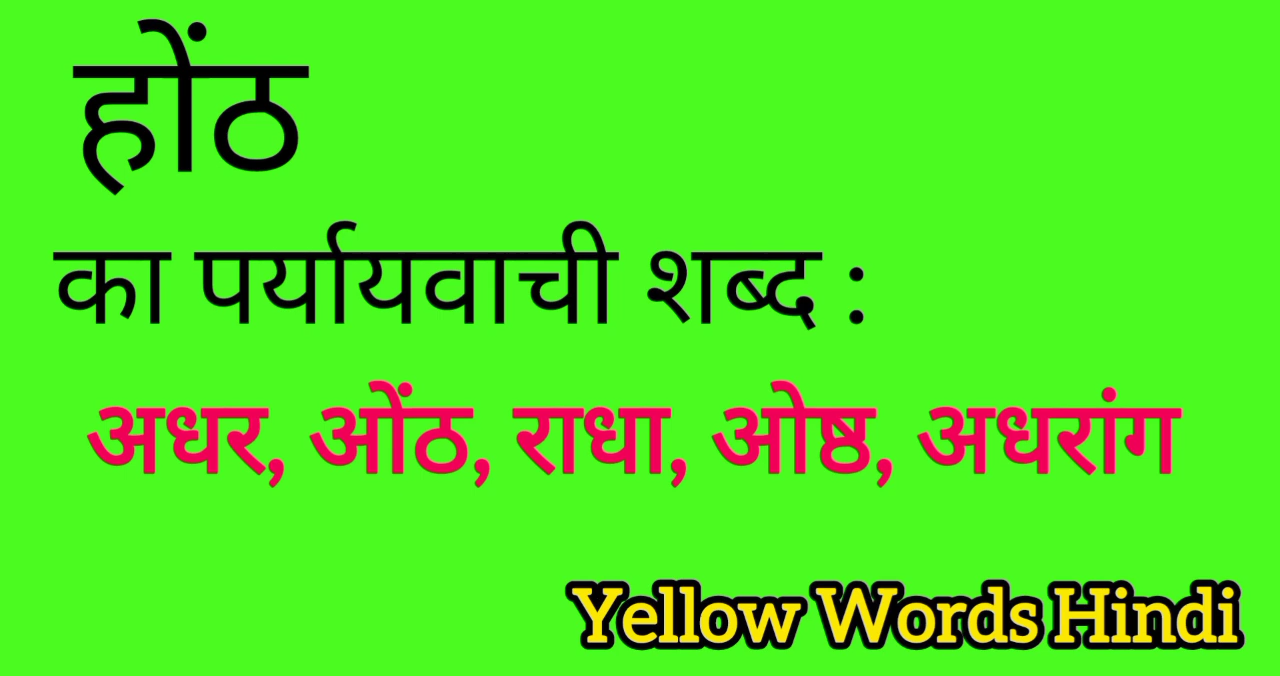 होंठ
का पर्यायवाची शब्द :
अधर, ओंठ, राधा, ओष्ठ, अधरांग
Yellow Words Hindi